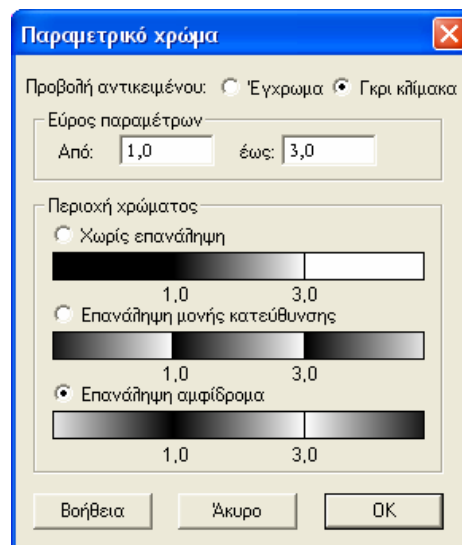 Παραμετρικό χρώμα
Προβολή αντικειμένου: Έγχρωμα Γκρι κλίμακα
Εύρος παραμέτρων
Από: 1,0 έως: 3,0
Περιοχή χρώματος
Χωρίς επανάληψη
1,0 3,0
Επανάληψη μονής κατεύθυνσης
1,0 3,0
Επανάληψη αμφίδρομα
1,0 3,0
Βοήθεια Άκυρο OK